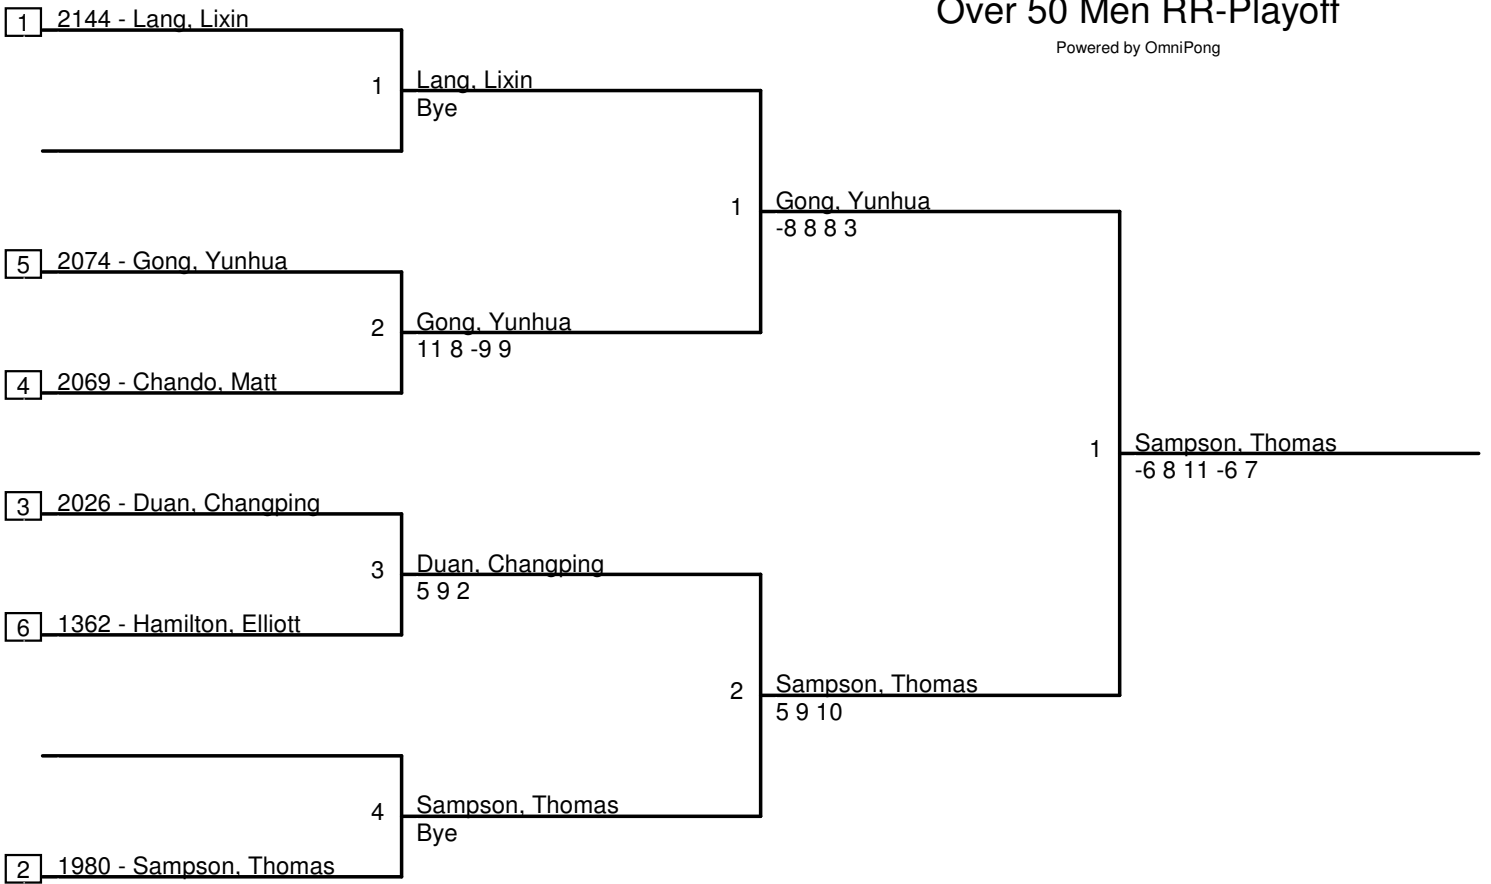 Over 50 Men RR-Playoff
Powered by OmniPong
1 2144 - Lang, Lixin
1 Lang, Lixin
Bye
1 Gong, Yunhua
-8 8 8 3
5 2074 - Gong, Yunhua
2 Gong, Yunhua
11 8 -9 9
4 2069 - Chando, Matt
1 Sampson, Thomas
-6 8 11 -6 7
3 2026 - Duan, Changping
3 Duan, Changping
5 9 2
6 1362 - Hamilton, Elliott
2 Sampson, Thomas
5 9 10
4 Sampson, Thomas
Bye
2 1980 - Sampson, Thomas